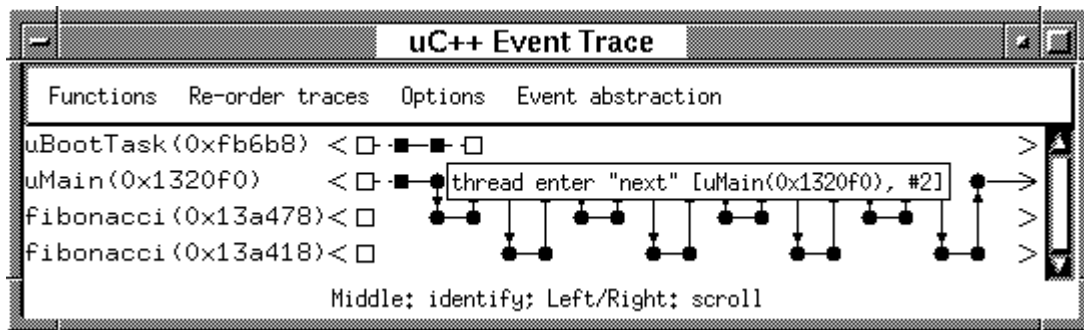 uC++ Event Trace
Functions Re-order traces Options Event abstraction
uBootTask(0xfb6b8) <  >
uMain(0x1320f0) < thread enter "next" [uMain(0x1320f0), #2]
fibonacci(0x13a478)<  >
fibonacci(0x13a418)<  >
Middle: identify; Left/Right: scroll